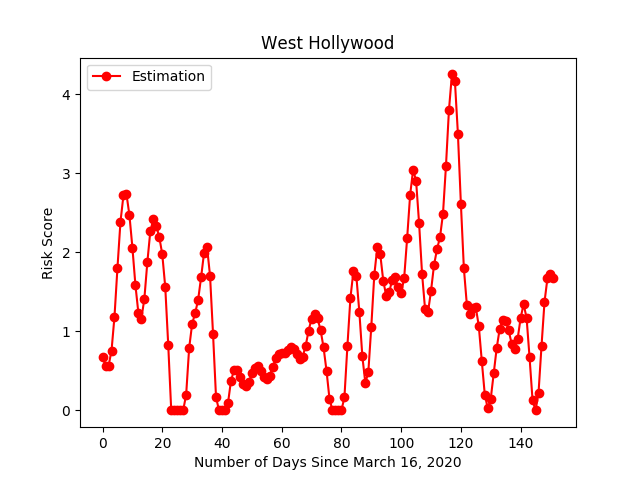 West Hollywood
Estimation
Risk Score
4
3
2
1
0
0 20 40 60 80 100 120 140
Number of Days Since March 16, 2020